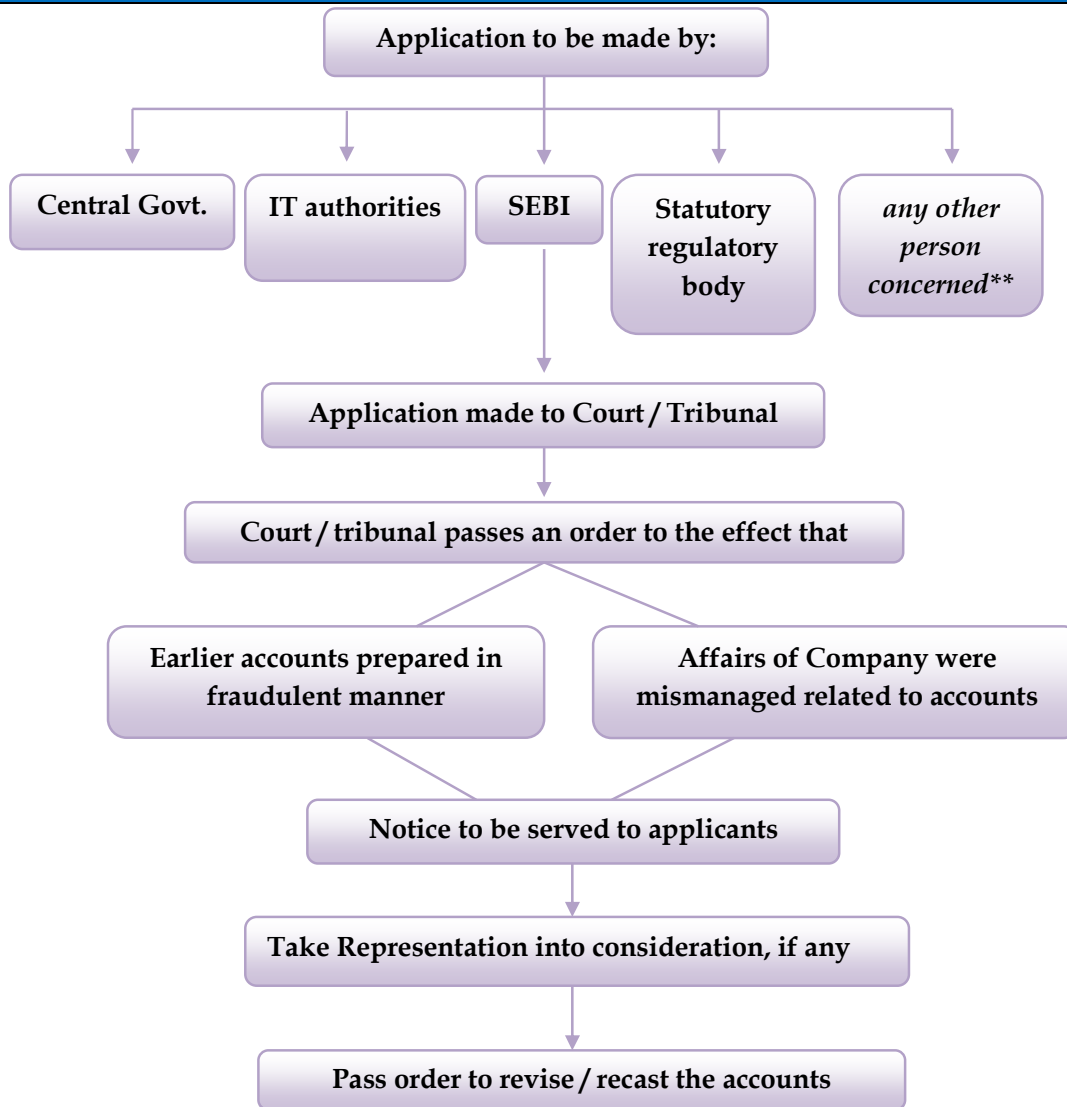 Application to be made by:
Central Govt.
IT authorities
SEBI
Statutory
regulatory
body
any other
person
concerned**
Application made to Court / Tribunal
Court / tribunal passes an order to the effect that
Earlier accounts prepared in
fraudulent manner
Affairs of Company were
mismanaged related to accounts
Notice to be served to applicants
Take Representation into consideration, if any
Pass order to revise / recast the accounts